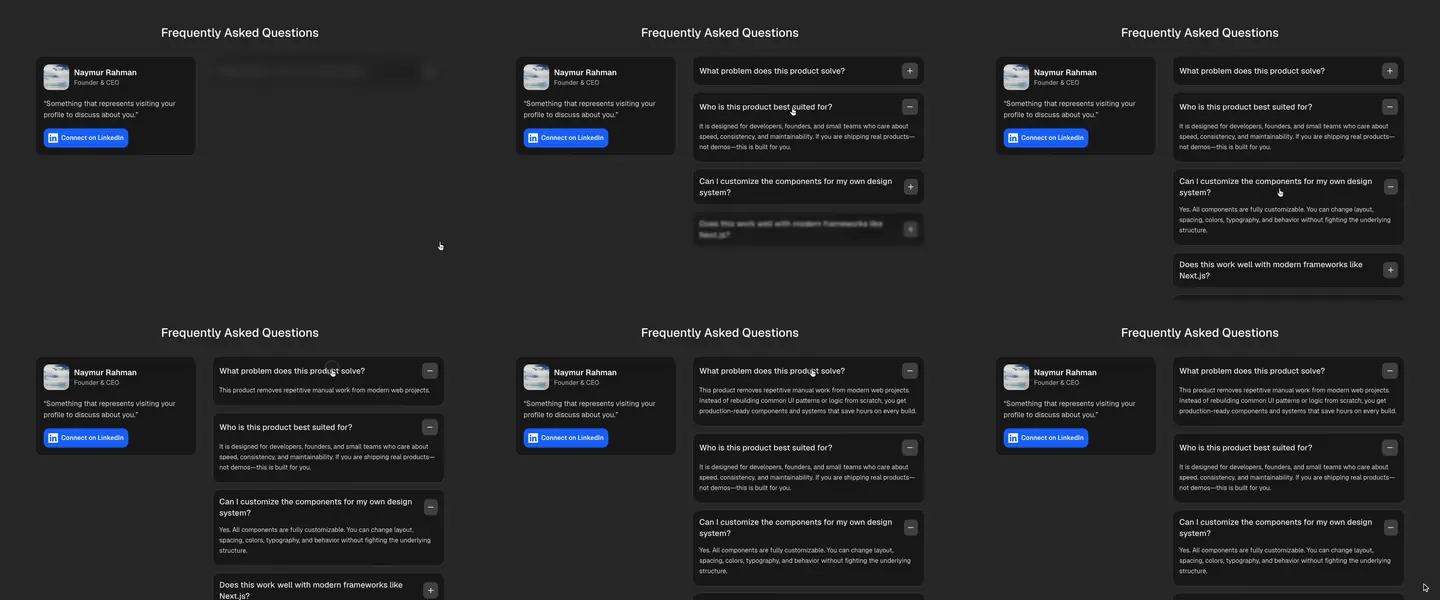 Frequently Asked Questions
Naymur Rahman
Founder & CEO
“Something that represents visiting your
profile to discuss about you.”
in Connect on LinkedIn
Frequently Asked Questions
Naymur Rahman
Founder & CEO
“Something that represents visiting your
profile to discuss about you.”
in Connect on LinkedIn
What problem does this product solve?
Who is this product best suited for?
It is designed for developers, founders, and small teams who care about
speed, consistency, and maintainability. If you are shipping real products—
not demos—this is built for you.
Can I customize the components for my own design
system?
Does this work well with modern frameworks like
Next.js?
Frequently Asked Questions
Naymur Rahman
Founder & CEO
“Something that represents visiting your
profile to discuss about you.”
in Connect on LinkedIn
What problem does this product solve?
Who is this product best suited for?
It is designed for developers, founders, and small teams who care about
speed, consistency, and maintainability. If you are shipping real products—
not demos—this is built for you.
Can I customize the components for my own design
system?
Yes. All components are fully customizable. You can change layout,
spacing, colors, typography, and behavior without fighting the underlying
structure.
Does this work well with modern frameworks like
Next.js?
Frequently Asked Questions
Naymur Rahman
Founder & CEO
“Something that represents visiting your
profile to discuss about you.”
in Connect on LinkedIn
What problem does this product solve?
This product removes repetitive manual work from modern web projects.
Who is this product best suited for?
It is designed for developers, founders, and small teams who care about
speed, consistency, and maintainability. If you are shipping real products—
not demos—this is built for you.
Can I customize the components for my own design
system?
Yes. All components are fully customizable. You can change layout,
spacing, colors, typography, and behavior without fighting the underlying
structure.
Does this work well with modern frameworks like
Next.js?
Frequently Asked Questions
Naymur Rahman
Founder & CEO
“Something that represents visiting your
profile to discuss about you.”
in Connect on LinkedIn
What problem does this product solve?
This product removes repetitive manual work from modern web projects.
Instead of rebuilding common UI patterns or logic from scratch, you get
production-ready components and systems that save hours on every build.
Who is this product best suited for?
It is designed for developers, founders, and small teams who care about
speed, consistency, and maintainability. If you are shipping real products—
not demos—this is built for you.
Can I customize the components for my own design
system?
Yes. All components are fully customizable. You can change layout,
spacing, colors, typography, and behavior without fighting the underlying
structure.
Frequently Asked Questions
Naymur Rahman
Founder & CEO
“Something that represents visiting your
profile to discuss about you.”
in Connect on LinkedIn
What problem does this product solve?
This product removes repetitive manual work from modern web projects.
Instead of rebuilding common UI patterns or logic from scratch, you get
production-ready components and systems that save hours on every build.
Who is this product best suited for?
It is designed for developers, founders, and small teams who care about
speed, consistency, and maintainability. If you are shipping real products—
not demos—this is built for you.
Can I customize the components for my own design
system?
Yes. All components are fully customizable. You can change layout,
spacing, colors, typography, and behavior without fighting the underlying
structure.